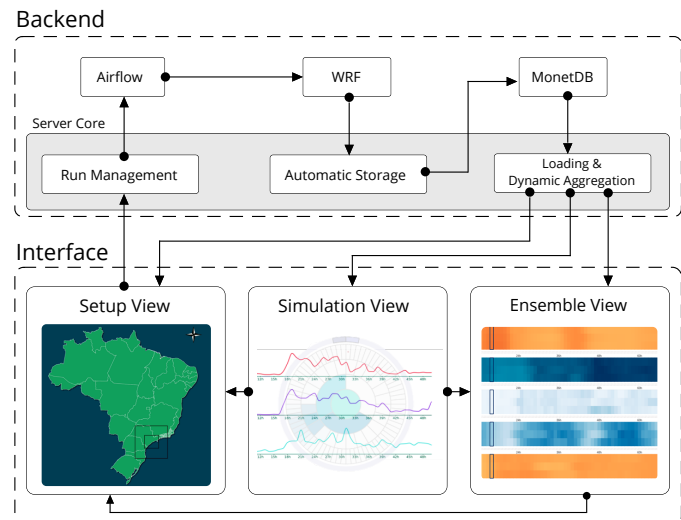 Backend
Airflow
WRF
MonetDB
Server Core
Run Management
Automatic Storage
Loading &
Dynamic Aggregation
Interface
Setup View
Simulation View
Ensemble View